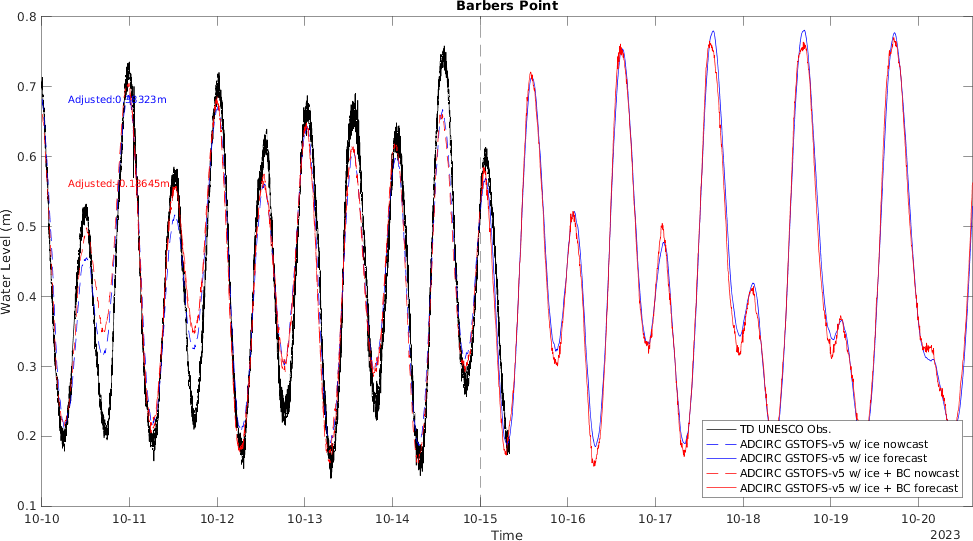 Barbers Point
0.8
0.7
0.6
0.5
0.4
0.3
0.2
0.1
Water Level (m)
Adjusted:
Adjusted:-0.13645m
TD UNESCO Obs.
ADCIRC GSTOFS-v5 w/ ice nowcast
ADCIRC GSTOFS-v5 w/ ice forecast
ADCIRC GSTOFS-v5 w/ ice + BC nowcast
ADCIRC GSTOFS-v5 w/ ice + BC forecast
10-10 10-11 10-12 10-13 10-14 10-15 10-16 10-17 10-18 10-19 10-20
Time
2023